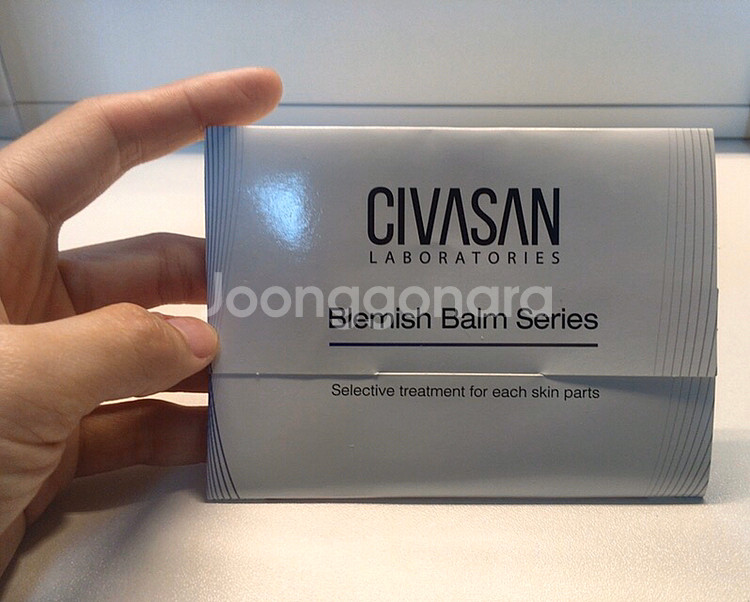 CIVASAN
LABORATORIES
Joonggonara
Blemish Balm Series
Selective treatment for each skin parts